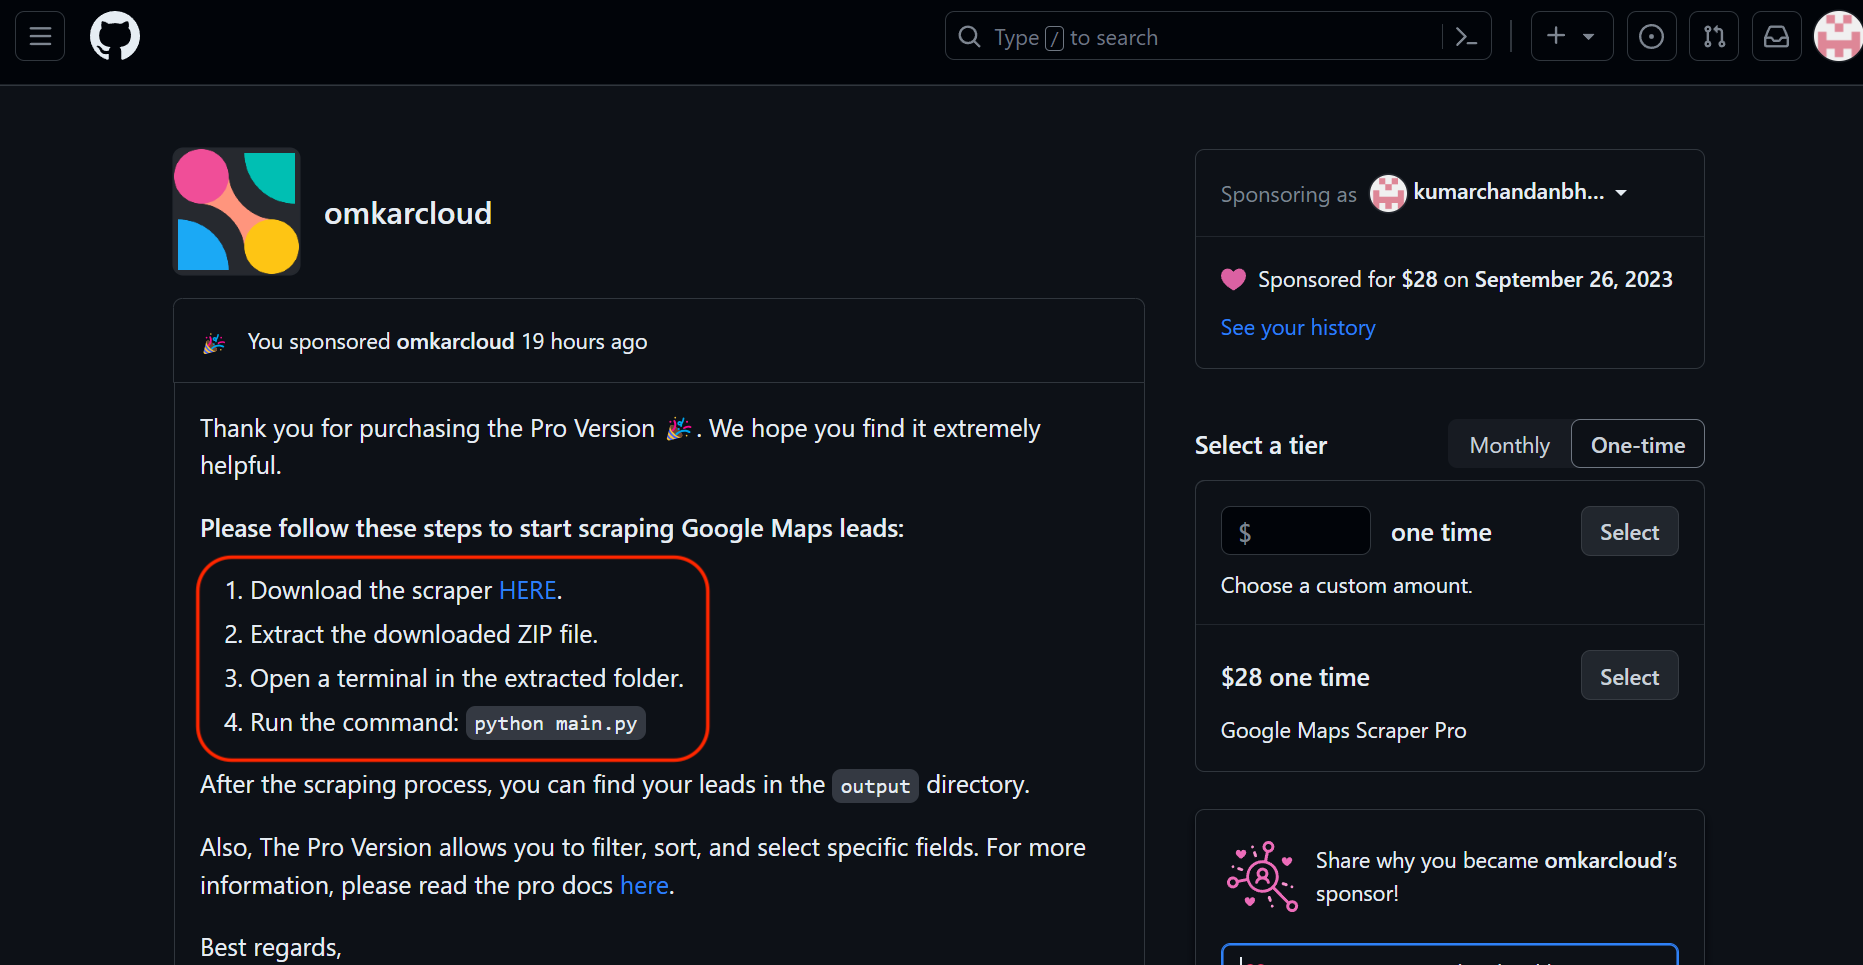 Type / to search
omkarcloud
You sponsored omkarcloud 19 hours ago
Thank you for purchasing the Pro Version 🎉. We hope you find it extremely
helpful.
Please follow these steps to start scraping Google Maps leads:
1. Download the scraper HERE.
2. Extract the downloaded ZIP file.
3. Open a terminal in the extracted folder.
4. Run the command: python main.py
After the scraping process, you can find your leads in the output directory.
Also, The Pro Version allows you to filter, sort, and select specific fields. For more
information, please read the pro docs here.
Best regards,
Sponsoring as kumarchandanbh...
Sponsored for $28 on September 26, 2023
See your history
Select a tier
Monthly
One-time
$ one time
Select
Choose a custom amount.
$28 one time
Select
Google Maps Scraper Pro
Share why you became omkarcloud's
sponsor!